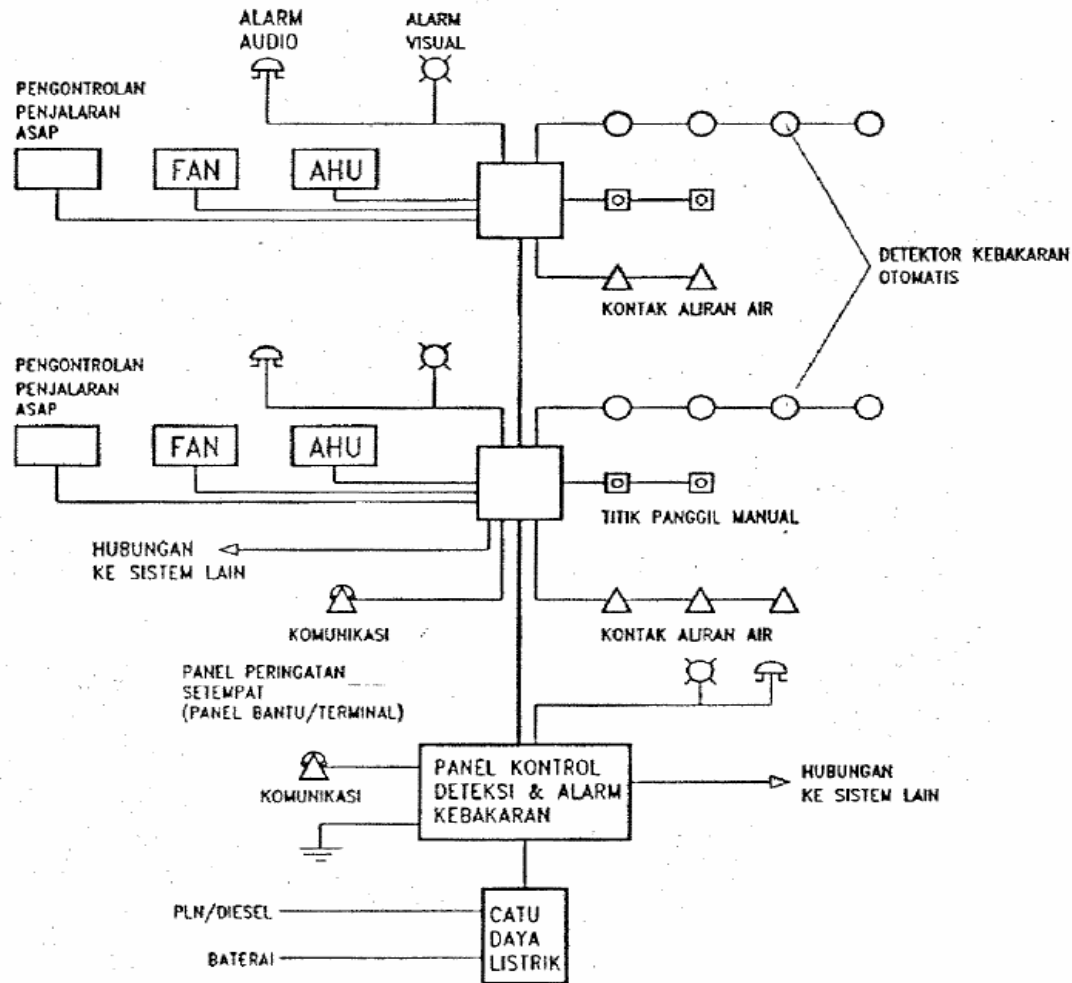 ALARM
AUDIO
ALARM
VISUAL
PENGONTROLAN
PENJALARAN
ASAP
FAN
AHU
DETEKTOR KEBAKARAN
OTOMATIS
KONTAK ALIRAN AIR
PENGONTROLAN
PENJALARAN
ASAP
FAN
AHU
TITIK PANGGIL MANUAL
HUBUNGAN
KE SISTEM LAIN
KOMUNIKASI
KONTAK ALIRAN AIR
PANEL PERINGATAN
SETEMPAT
(PANEL BANTU/TERMINAL)
PANEL KONTROL
DETEKSI & ALARM
KEBAKARAN
KOMUNIKASI
HUBUNGAN
KE SISTEM LAIN
PLN/DIESEL
BATERAI
CATU
DAYA
LISTRIK